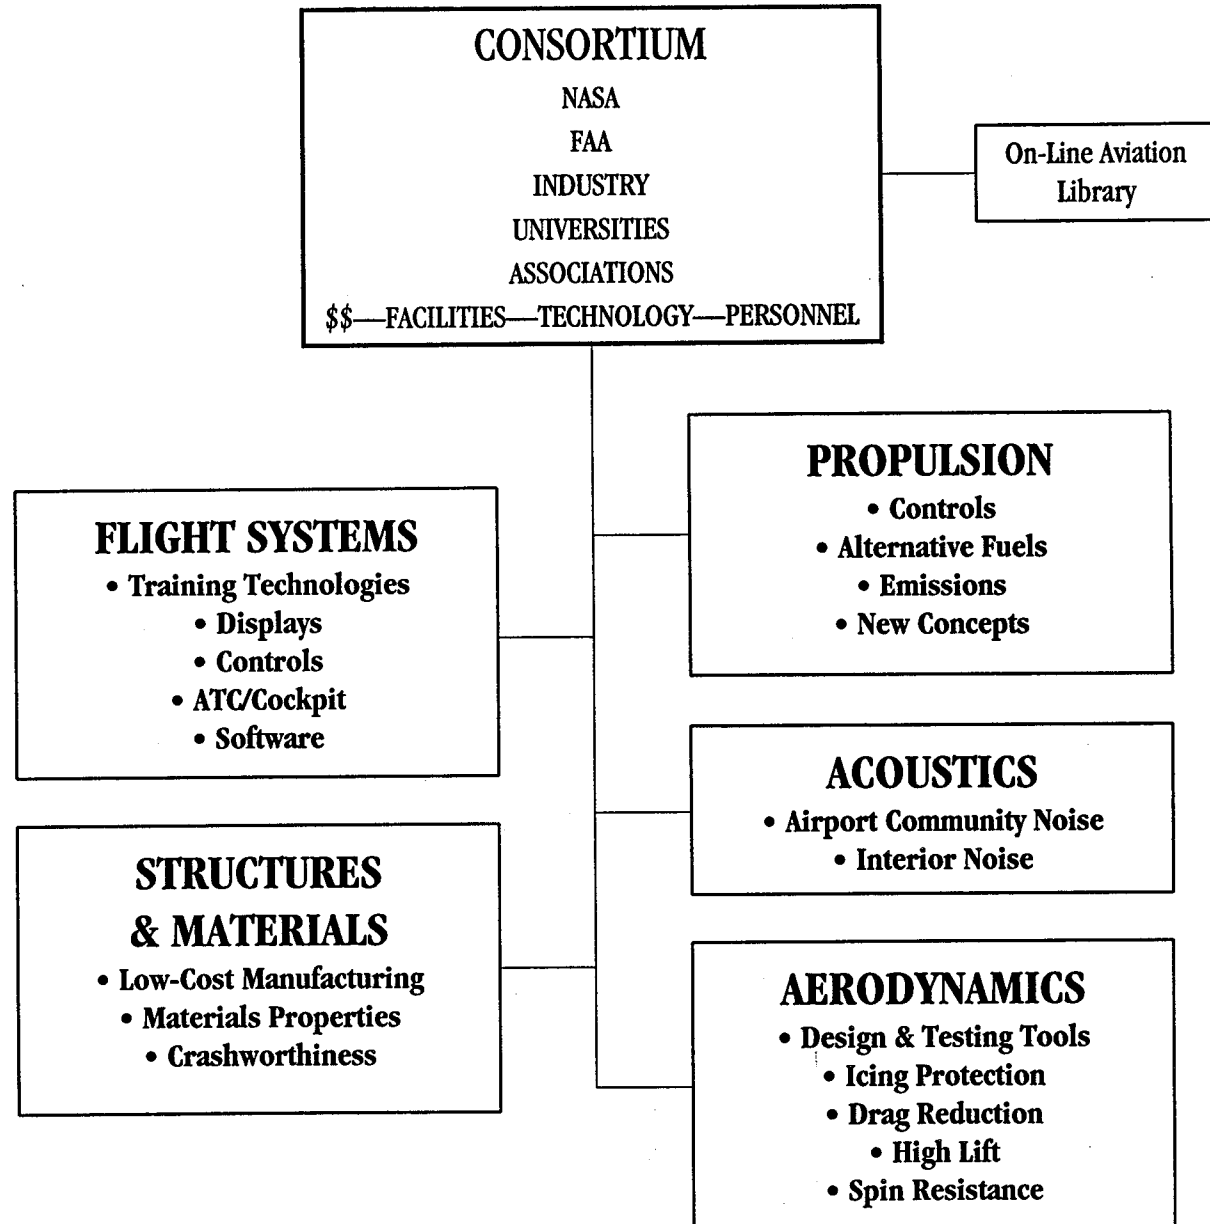 CONSORTIUM
NASA
FAA
INDUSTRY
UNIVERSITIES
ASSOCIATIONS
$$—FACILITIES—TECHNOLOGY—PERSONNEL
On-Line Aviation
Library
PROPULSION
• Controls
• Alternative Fuels
• Emissions
• New Concepts
FLIGHT SYSTEMS
• Training Technologies
• Displays
• Controls
• ATC/Cockpit
• Software
ACOUSTICS
• Airport Community Noise
• Interior Noise
STRUCTURES
& MATERIALS
• Low-Cost Manufacturing
• Materials Properties
• Crashworthiness
AERODYNAMICS
• Design & Testing Tools
• Icing Protection
• Drag Reduction
• High Lift
• Spin Resistance